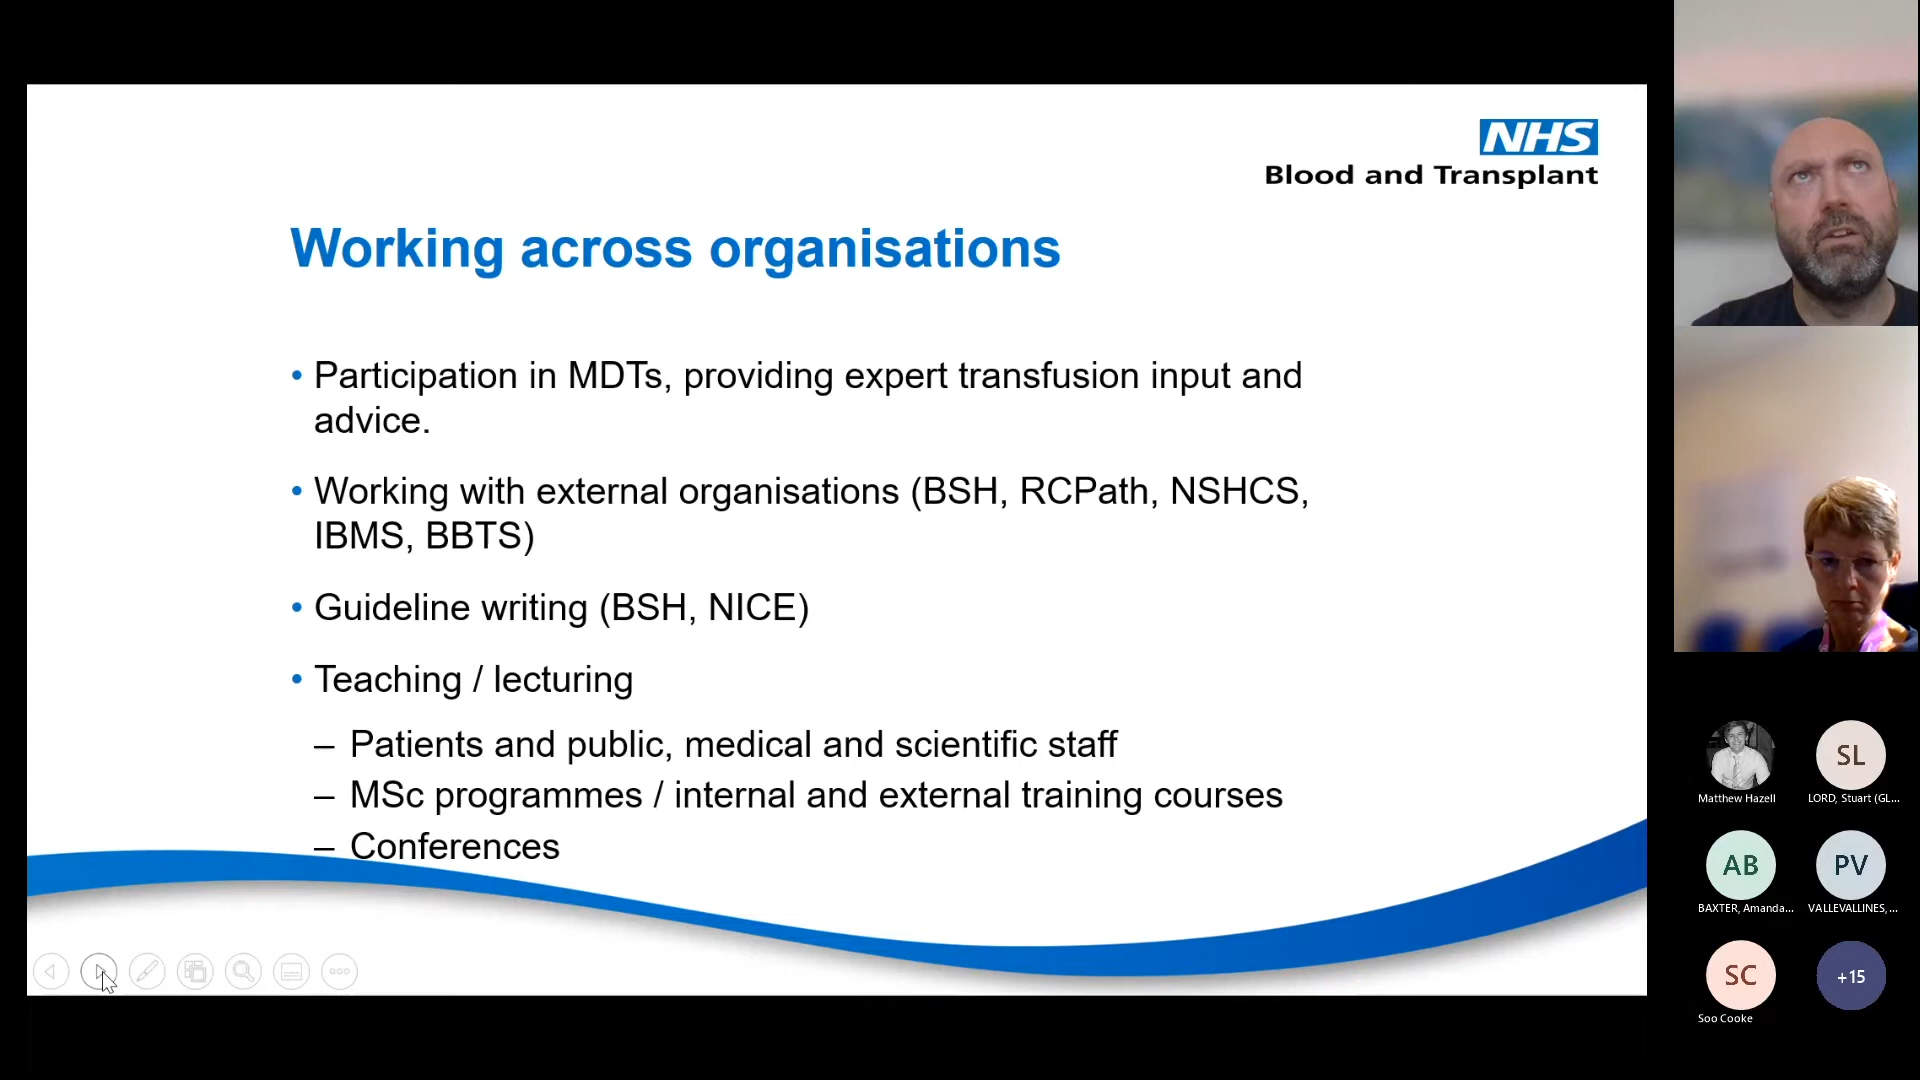 NHS
Blood and Transplant
Working across organisations
• Participation in MDTs, providing expert transfusion input and
advice.
• Working with external organisations (BSH, RCPath, NSHCS,
IBMS, BBTS)
• Guideline writing (BSH, NICE)
• Teaching / lecturing
– Patients and public, medical and scientific staff
– MSc programmes / internal and external training courses
– Conferences
Matthew Hazell
SL
LORD, Stuart (GL...
AB
BAXTER, Amanda...
PV
VALLEVALLINES,...
SC
Soo Cooke
+15